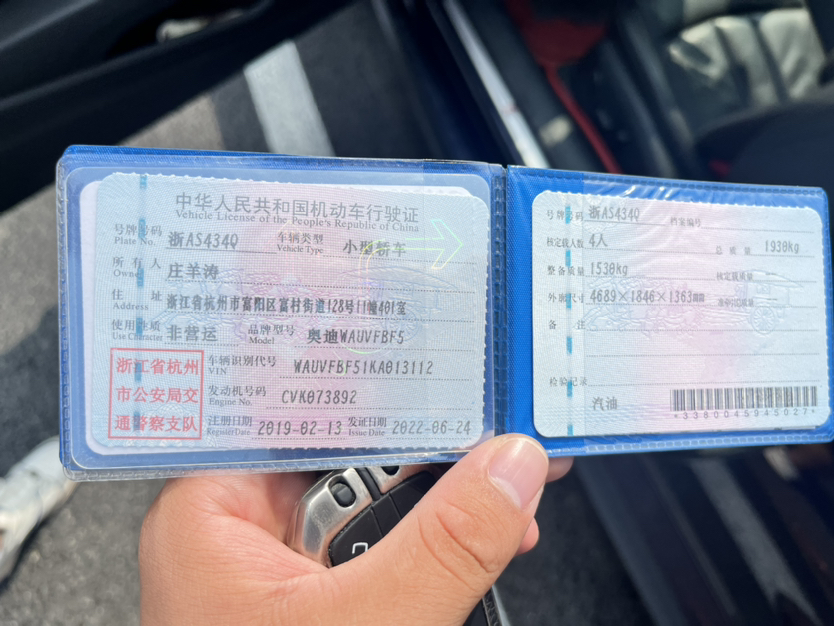 中华人民共和国机动车行驶证
Vehicle License of the People's Republic of China
号牌号码 浙AS434Q 车辆类型 小型轿车
Plate No. Vehicle Type
所有人 庄羊涛
Owner
住址 浙江省杭州市富阳区富村街道128号11幢401室
Address
使用性质 非营运 品牌型号 奥迪WAUVFBF5
Use Character Model
浙江省杭州
市公安局交
通警察支队
车辆识别代号 WAUVFBF51KA013112
VIN
发动机号码 CVK073892
Engine No.
注册日期 2019-02-13 发证日期 2022-06-24
Register Date Issue Date
号牌号码 浙AS434Q 档案编号
核定载人数 4人 总质量 1930kg
整备质量 1530kg 核定载质量
外廓尺寸 4689×1846×1363mm 准牵引总质量
备注
检验记录
汽油
*3380045945027*